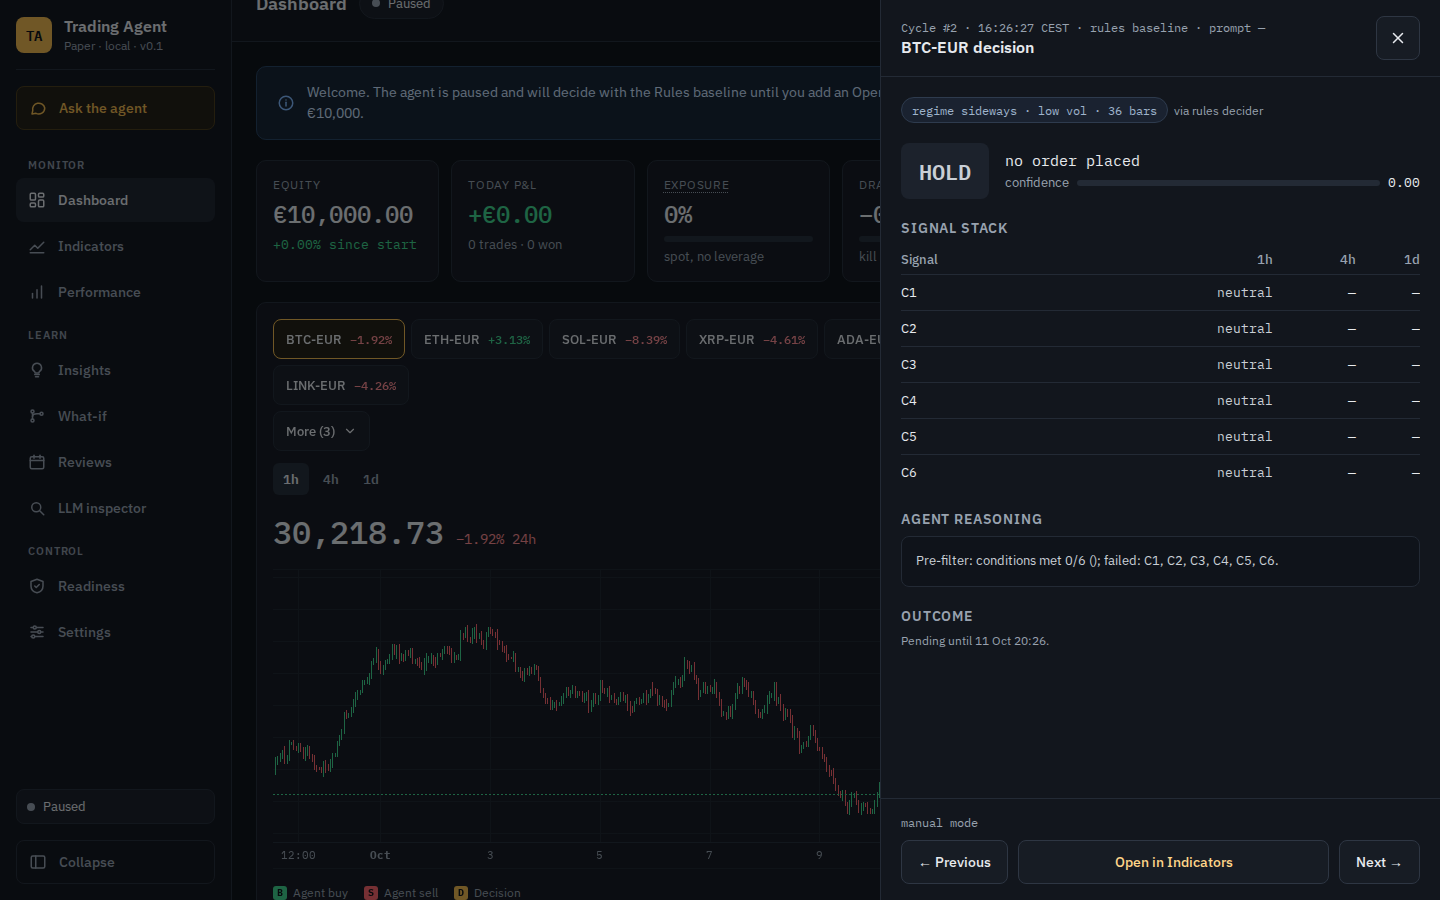 TA
Trading Agent
Paper · local · v0.1
Ask the agent
MONITOR
Dashboard
Indicators
Performance
LEARN
Insights
What-if
Reviews
LLM inspector
CONTROL
Readiness
Settings
Paused
Collapse
Dashboard
Paused
Welcome. The agent is paused and will decide with the Rules baseline until you add an
€10,000.
EQUITY
€10,000.00
+0.00% since start
TODAY P&L
+€0.00
0 trades · 0 won
EXPOSURE
0%
spot, no leverage
kill
BTC-EUR −1.92%
ETH-EUR +3.13%
SOL-EUR −8.39%
XRP-EUR −4.61%
LINK-EUR −4.26%
More (3)
1h 4h 1d
30,218.73 −1.92% 24h
12:00 Oct 3 5 7 9
B Agent buy S Agent sell D Decision
Cycle #2 · 16:26:27 CEST · rules baseline · prompt —
BTC-EUR decision
regime sideways · low vol · 36 bars via rules decider
HOLD
no order placed
confidence 0.00
SIGNAL STACK
Signal 1h 4h 1d
C1 neutral — —
C2 neutral — —
C3 neutral — —
C4 neutral — —
C5 neutral — —
C6 neutral — —
AGENT REASONING
Pre-filter: conditions met 0/6 (); failed: C1, C2, C3, C4, C5, C6.
OUTCOME
Pending until 11 Oct 20:26.
manual mode
← Previous
Open in Indicators
Next →